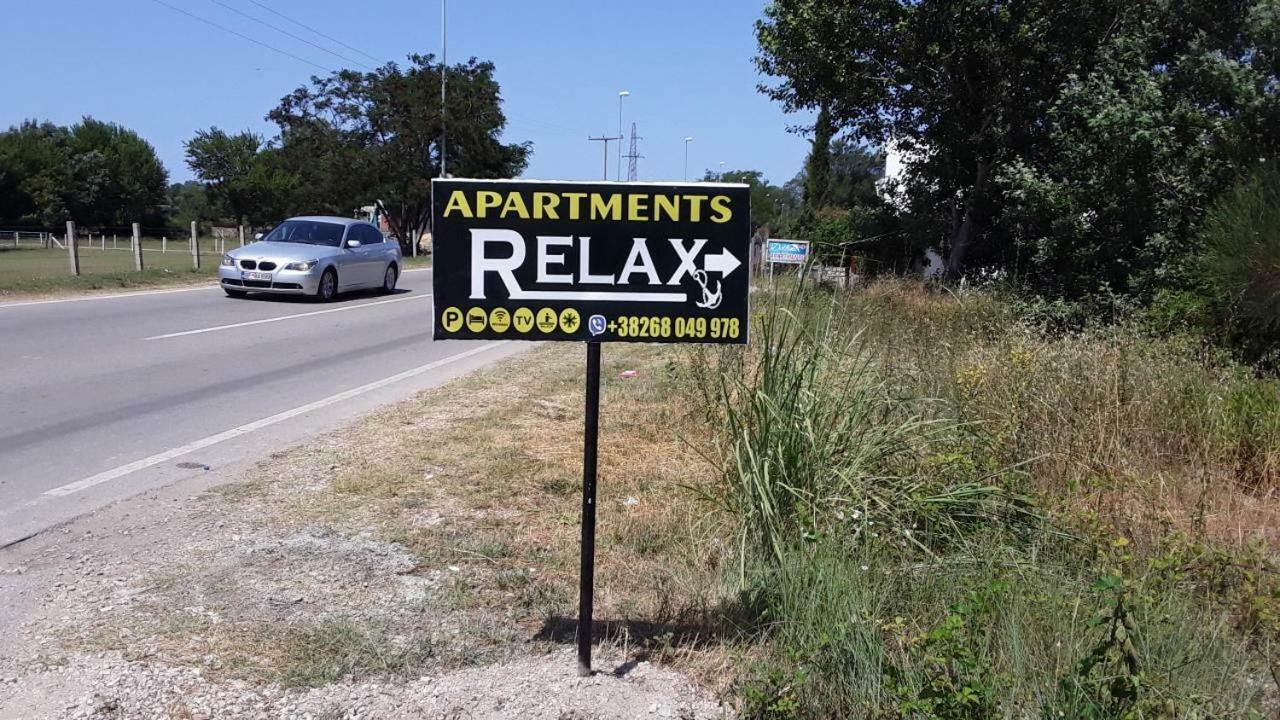 APARTMENTS
RELAX
P TV +38268 049 978